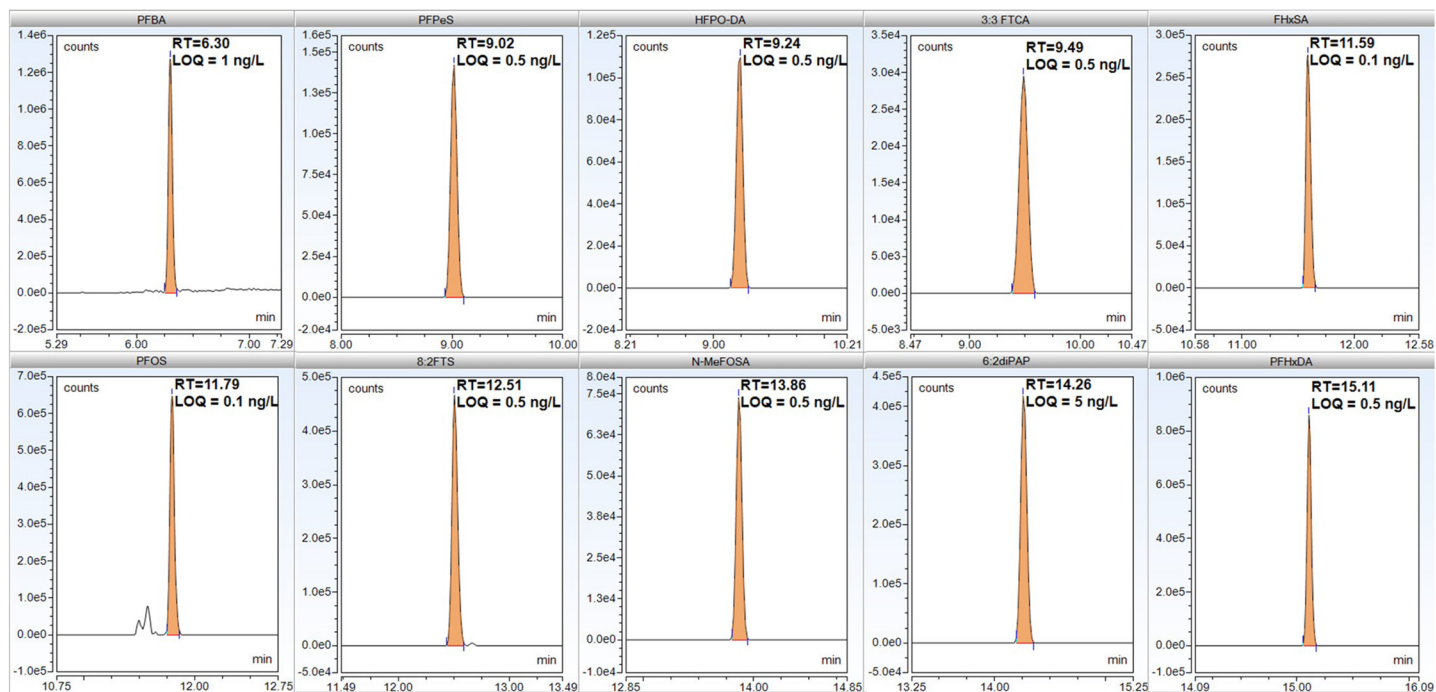 PFBA
counts
RT=6.30
LOQ = 1 ng/L
1.4e6
1.2e6
1.0e6
8.0e5
6.0e5
4.0e5
2.0e5
0.0e0
-2.0e5
min
5.29 6.00 7.00 7.29
PFPeS
counts
RT=9.02
LOQ = 0.5 ng/L
1.6e5
1.5e5
1.3e5
1.0e5
7.5e4
5.0e4
2.5e4
0.0e0
-2.0e4
min
8.00 9.00 10.00
HFPO-DA
counts
RT=9.24
LOQ = 0.5 ng/L
1.2e5
1.0e5
8.0e4
6.0e4
4.0e4
2.0e4
0.0e0
-2.0e4
min
8.21 9.00 10.21
3:3 FTCA
counts
RT=9.49
LOQ = 0.5 ng/L
3.5e4
3.0e4
2.5e4
2.0e4
1.5e4
1.0e4
5.0e3
0.0e0
-5.0e3
min
8.47 9.00 10.00 10.47
FHxSA
counts
RT=11.59
LOQ = 0.1 ng/L
3.0e5
2.5e5
2.0e5
1.5e5
1.0e5
5.0e4
0.0e0
-5.0e4
min
10.58 11.00 12.00 12.58
PFOS
counts
RT=11.79
LOQ = 0.1 ng/L
7.0e5
6.0e5
5.0e5
4.0e5
3.0e5
2.0e5
1.0e5
0.0e0
-1.0e5
min
10.75 12.00 12.75
8:2FTS
counts
RT=12.51
LOQ = 0.5 ng/L
5.0e5
4.0e5
3.0e5
2.0e5
1.0e5
0.0e0
-5.0e4
min
11.49 12.00 13.00 13.49
N-MeFOSA
counts
RT=13.86
LOQ = 0.5 ng/L
8.0e4
7.5e4
6.3e4
5.0e4
3.8e4
2.5e4
1.3e4
0.0e0
-1.0e4
min
12.85 14.00 14.85
6:2diPAP
counts
RT=14.26
LOQ = 5 ng/L
4.5e5
4.0e5
3.0e5
2.0e5
1.0e5
0.0e0
-5.0e4
min
13.25 14.00 15.25
PFHxDA
counts
RT=15.11
LOQ = 0.5 ng/L
1.0e6
8.0e5
6.0e5
4.0e5
2.0e5
0.0e0
-1.0e5
min
14.09 15.00 16.09